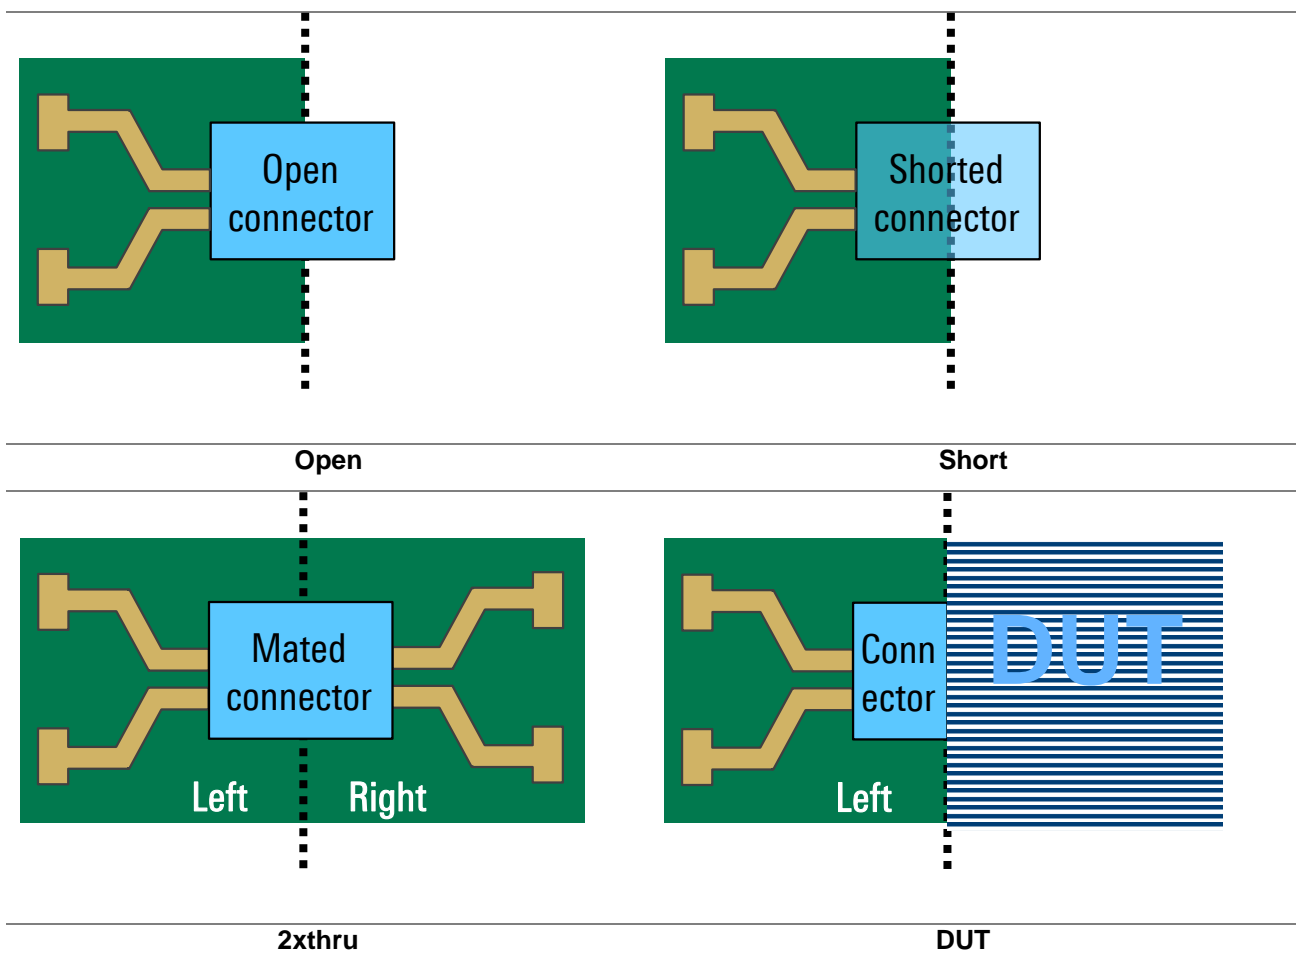 Open
connector
Shorted
connector
Open
Short
Mated
connector
Left
Right
Conn
ector
Left
DUT
2xthru
DUT